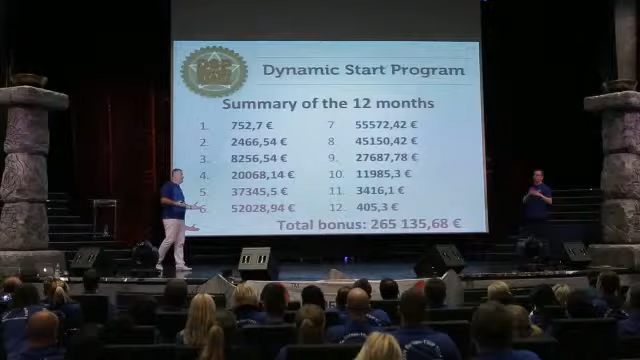 Dynamic Start Program
Summary of the 12 months
1. 752,7 €
2. 2466,54 €
3. 8256,54 €
4. 20068,14 €
5. 37345,5 €
6. 52028,94 €
7 55572,42 €
8. 45150,42 €
9. 27687,78 €
10. 11985,3 €
11. 3416,1 €
12. 405,3 €
Total bonus: 265 135,68 €